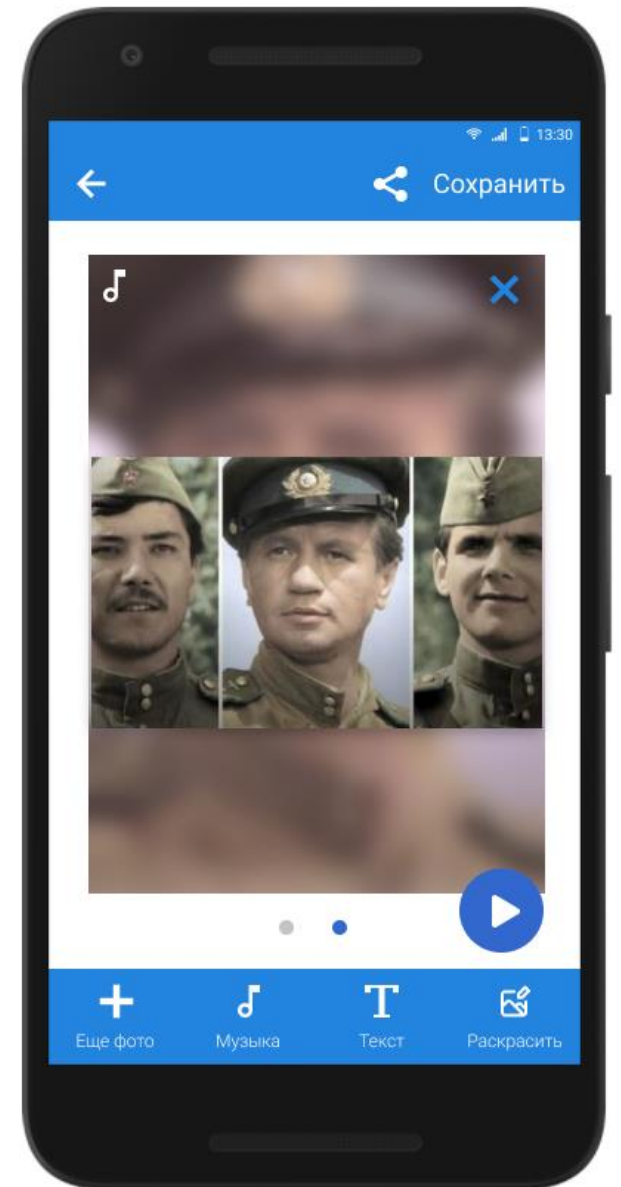 13:30
Сохранить
Еще фото
Музыка
Текст
Раскрасить